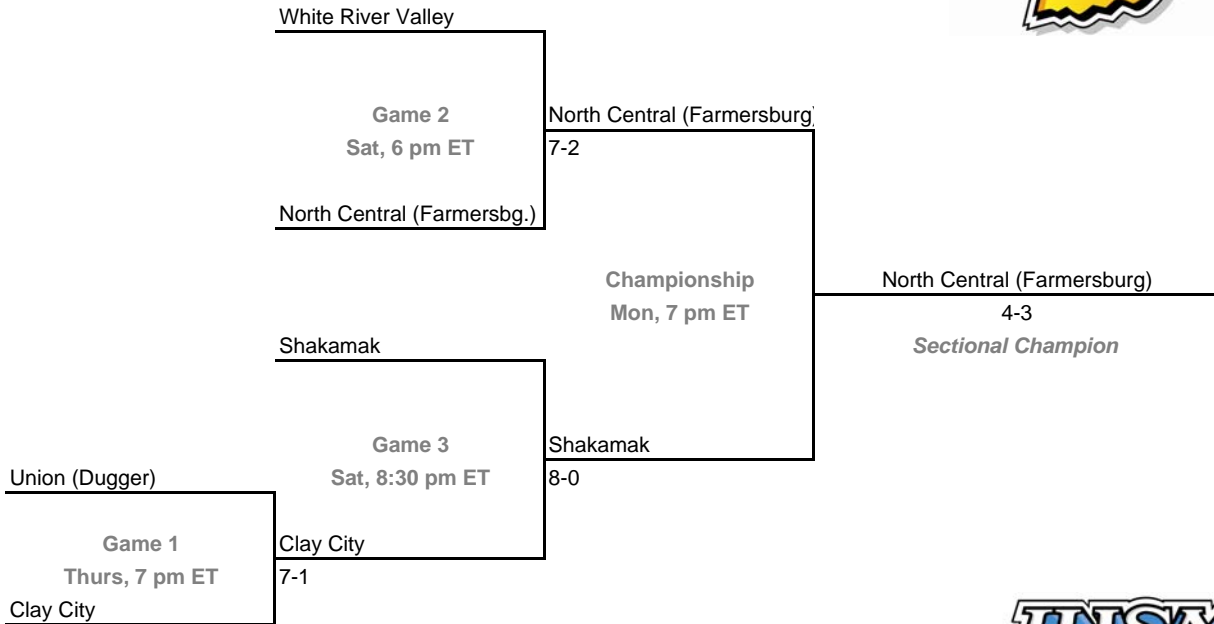 White River Valley
Game 2
Sat, 6 pm ET
North Central (Farmersburg)
7-2
North Central (Farmersbg.)
Championship
Mon, 7 pm ET
North Central (Farmersburg)
4-3
Sectional Champion
Shakamak
Game 3
Sat, 8:30 pm ET
Shakamak
8-0
Union (Dugger)
Game 1
Thurs, 7 pm ET
Clay City
7-1
Clay City